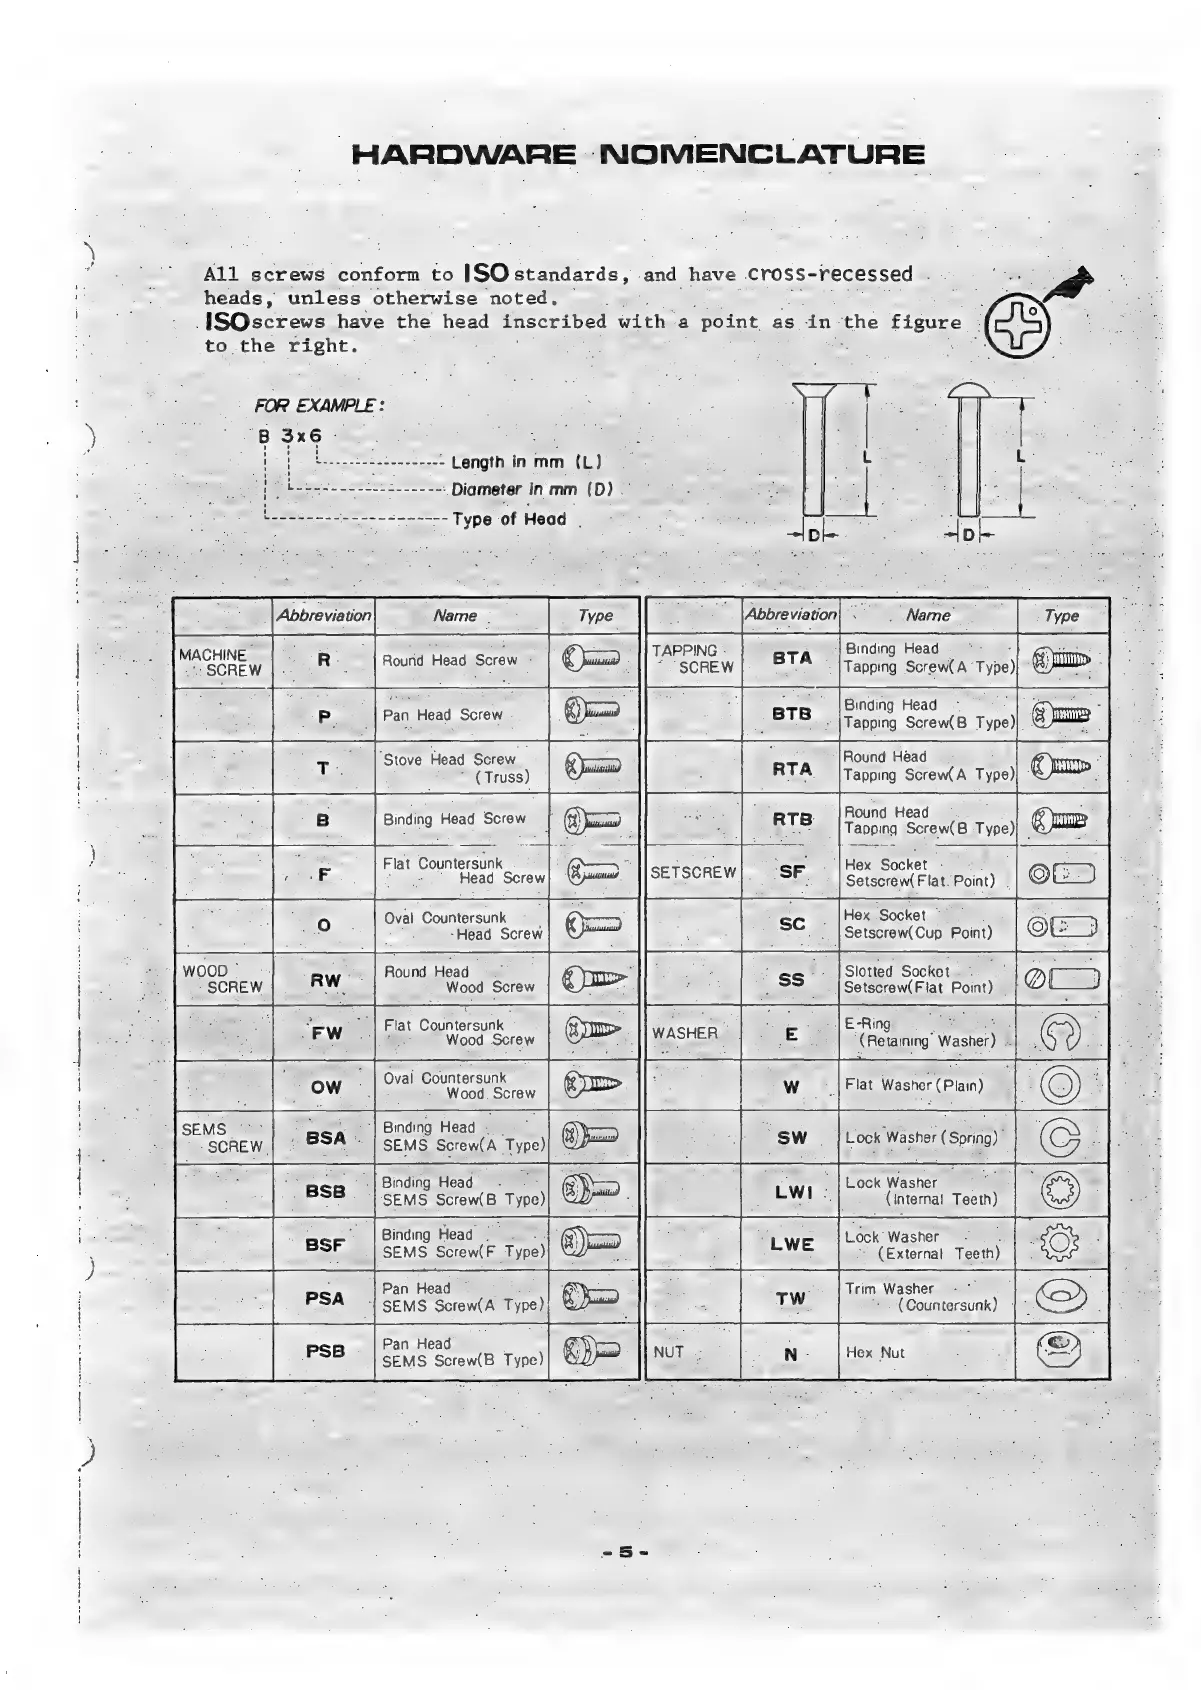 HARDWARE NOMENCLATURE
All screws conform to ISO standards, and have cross-recessed
heads, unless otherwise noted.
ISO screws have the head inscribed with a point as in the figure
to the right.
FOR EXAMPLE:
B 3x6
Length in mm (L)
Diameter in mm (D)
Type of Head
L
D
L
D
Abbreviation Name Type
MACHINE
SCREW
R Round Head Screw
P Pan Head Screw
T Stove Head Screw
(Truss)
B Binding Head Screw
F Flat Countersunk
Head Screw
O Oval Countersunk
Head Screw
WOOD
SCREW
RW Round Head
Wood Screw
FW Flat Countersunk
Wood Screw
OW Oval Countersunk
Wood Screw
SEMS
SCREW
BSA Binding Head
SEMS Screw(A Type)
BSB Binding Head
SEMS Screw(B Type)
BSF Binding Head
SEMS Screw(F Type)
PSA Pan Head
SEMS Screw(A Type)
PSB Pan Head
SEMS Screw(B Type)
Abbreviation Name Type
TAPPING
SCREW
BTA Binding Head
Tapping Screw(A Type)
BTB Binding Head
Tapping Screw(B Type)
RTA Round Head
Tapping Screw(A Type)
RTB Round Head
Tapping Screw(B Type)
SETSCREW SF Hex Socket
Setscrew(Flat Point)
SC Hex Socket
Setscrew(Cup Point)
SS Slotted Socket
Setscrew(Flat Point)
WASHER E E-Ring
(Retaining Washer)
W Flat Washer (Plain)
SW Lock Washer (Spring)
LWI Lock Washer
(Internal Teeth)
LWE Lock Washer
(External Teeth)
TW Trim Washer
(Countersunk)
NUT N Hex Nut
- 5 -